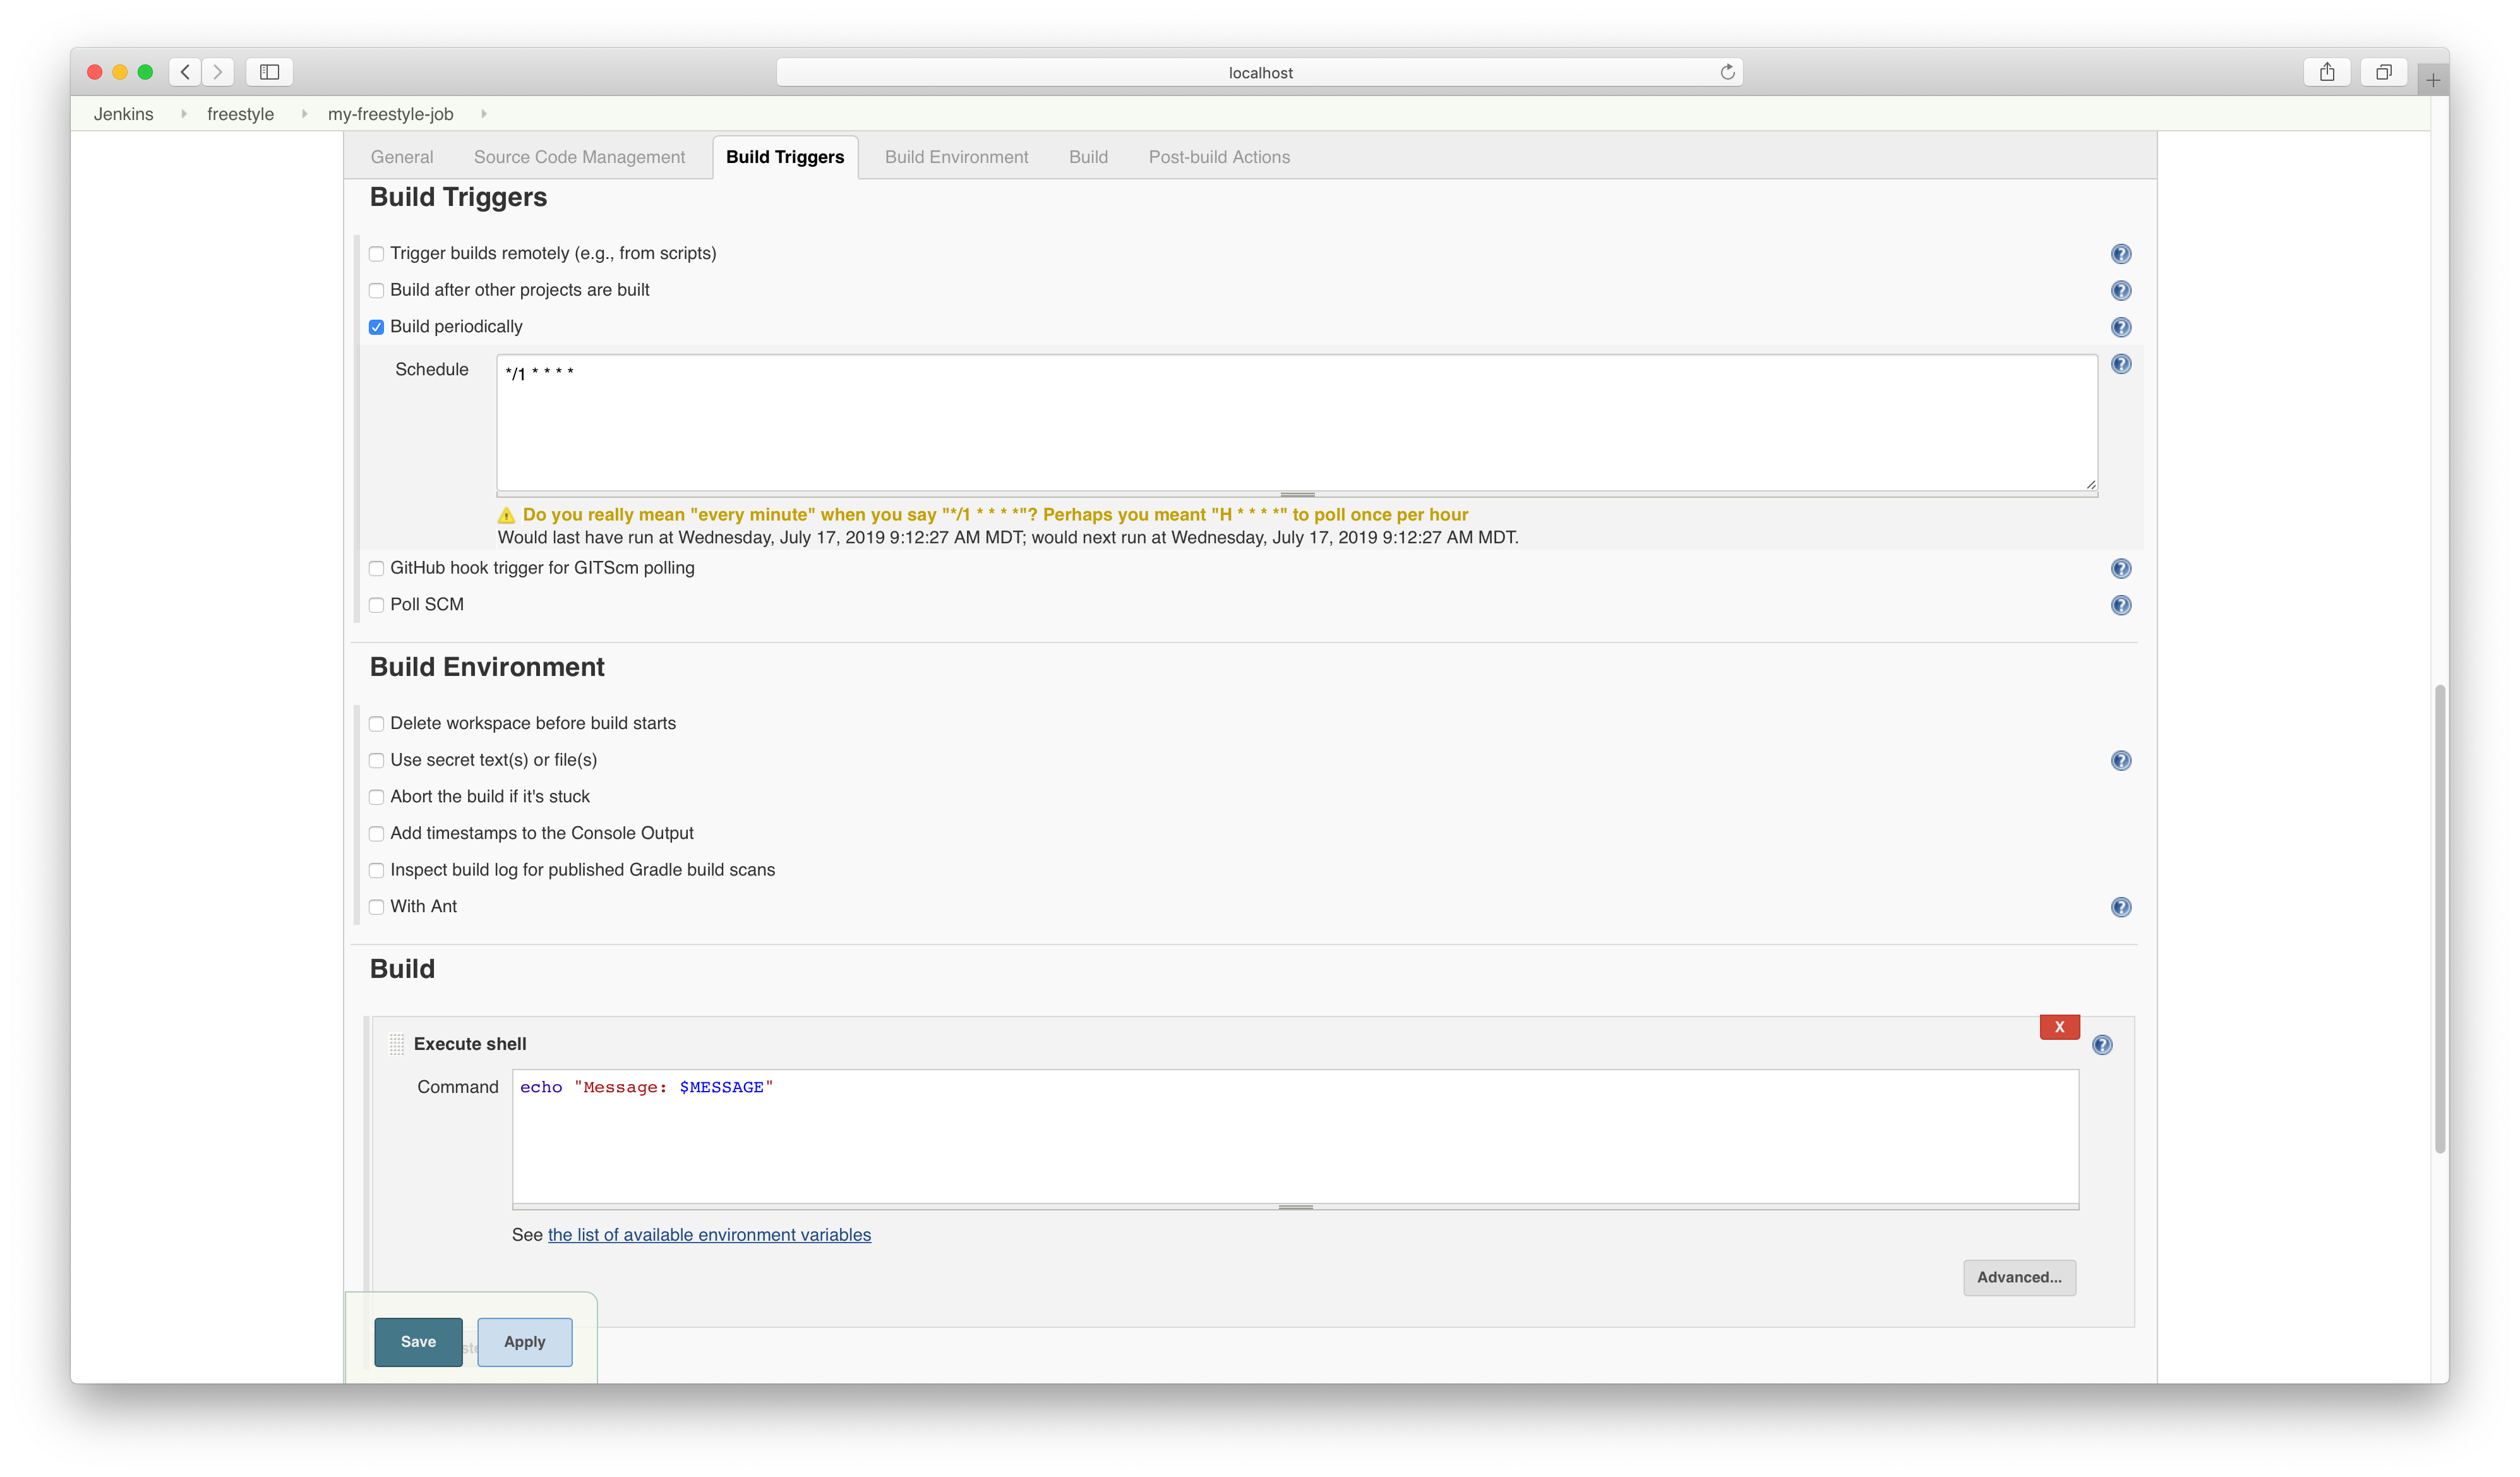 localhost
Jenkins freestyle my-freestyle-job
General Source Code Management Build Triggers Build Environment Build Post-build Actions
Build Triggers
Trigger builds remotely (e.g., from scripts)
Build after other projects are built
Build periodically
Schedule */1 * * * *
Do you really mean "every minute" when you say "*/1 * * * *"? Perhaps you meant "H * * * *" to poll once per hour
Would last have run at Wednesday, July 17, 2019 9:12:27 AM MDT; would next run at Wednesday, July 17, 2019 9:12:27 AM MDT.
GitHub hook trigger for GITScm polling
Poll SCM
Build Environment
Delete workspace before build starts
Use secret text(s) or file(s)
Abort the build if it's stuck
Add timestamps to the Console Output
Inspect build log for published Gradle build scans
With Ant
Build
X
Execute shell
Command echo "Message: $MESSAGE"
See the list of available environment variables
Advanced...
Save Apply